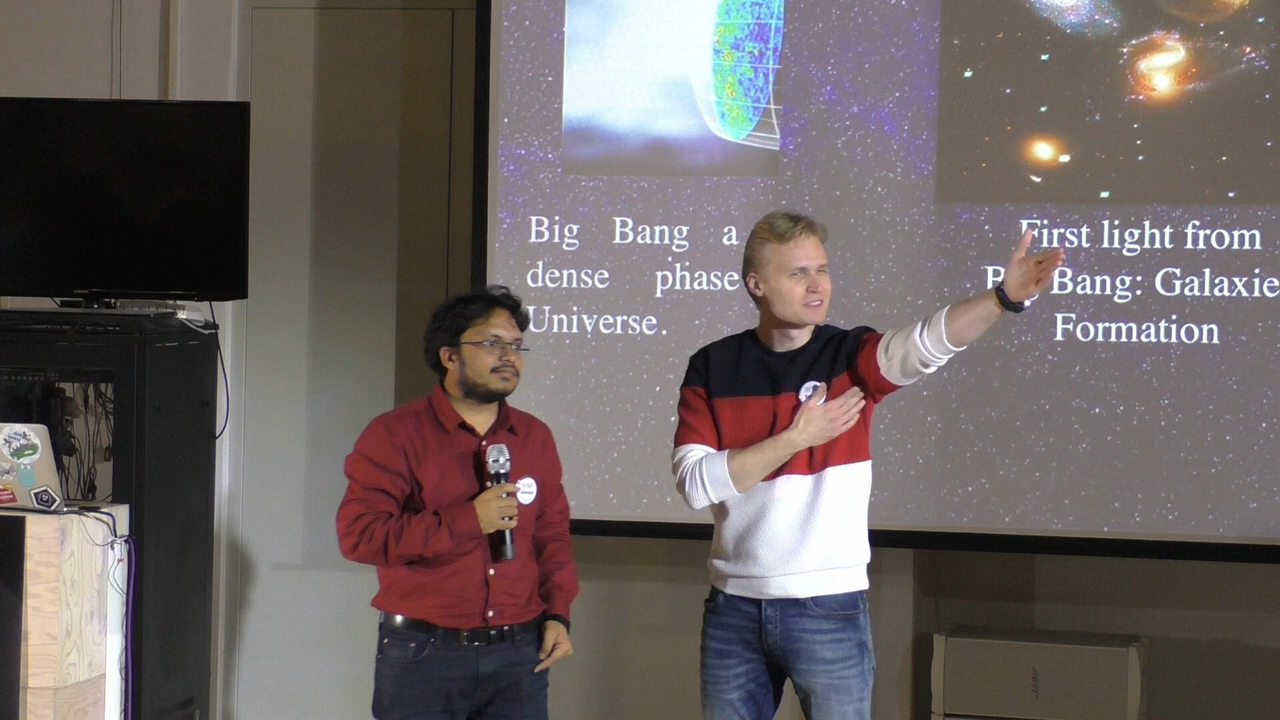 Big Bang a
dense phase
Universe.
First light from
Bang: Galaxie
Formation